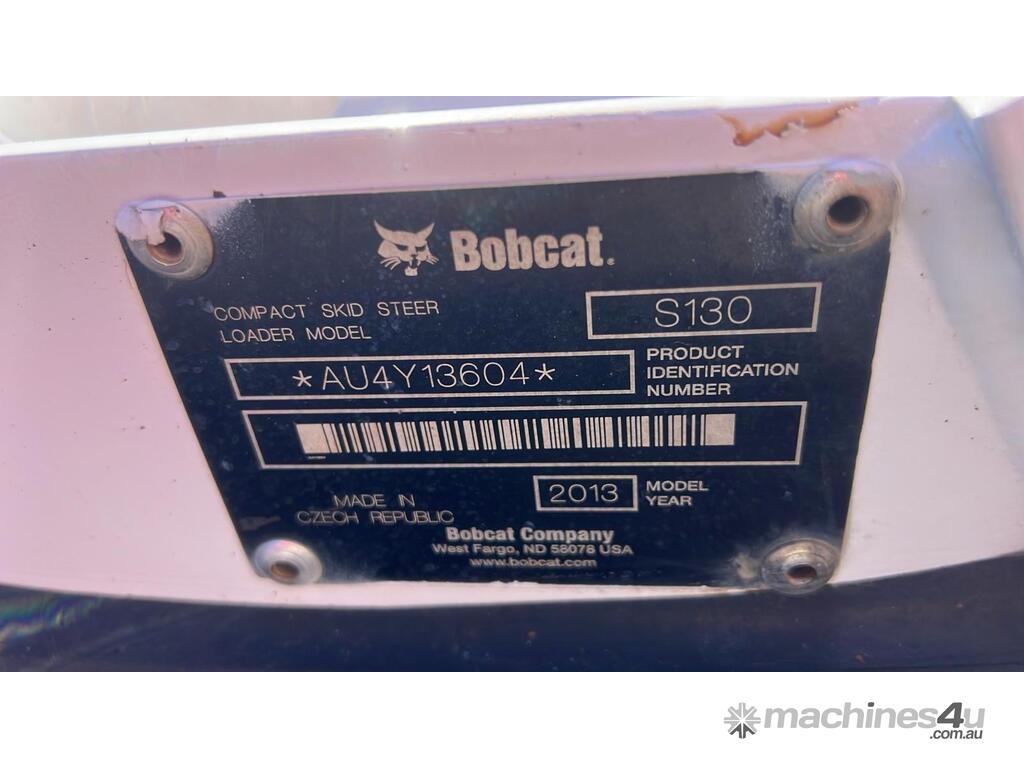 Bobcat.
COMPACT SKID STEER
LOADER MODEL
S130
*AU4Y13604*
PRODUCT
IDENTIFICATION
NUMBER
MADE IN
CZECH REPUBLIC
2013
MODEL
YEAR
Bobcat Company
West Fargo, ND 58078 USA
www.bobcat.com
machines4u
.com.au